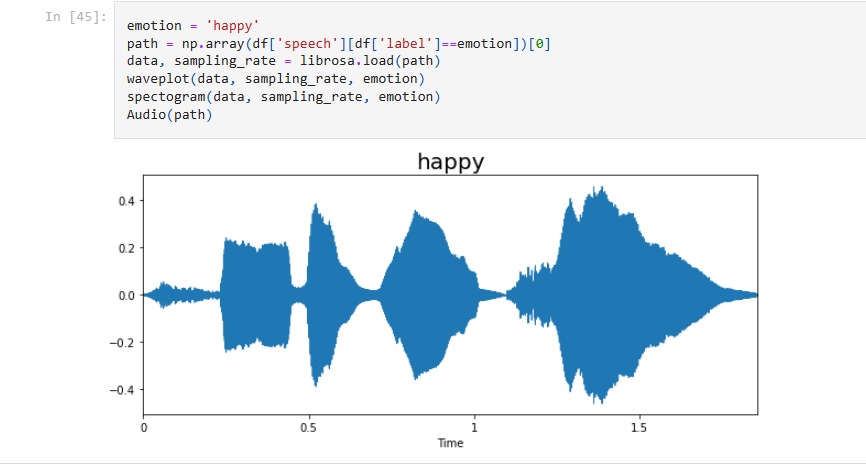 In [45]:
emotion = 'happy'
path = np.array(df['speech'][df['label']==emotion])[0]
data, sampling_rate = librosa.load(path)
waveplot(data, sampling_rate, emotion)
spectogram(data, sampling_rate, emotion)
Audio(path)
happy
0.4
0.2
0.0
−0.2
−0.4
0 0.5 1 1.5
Time